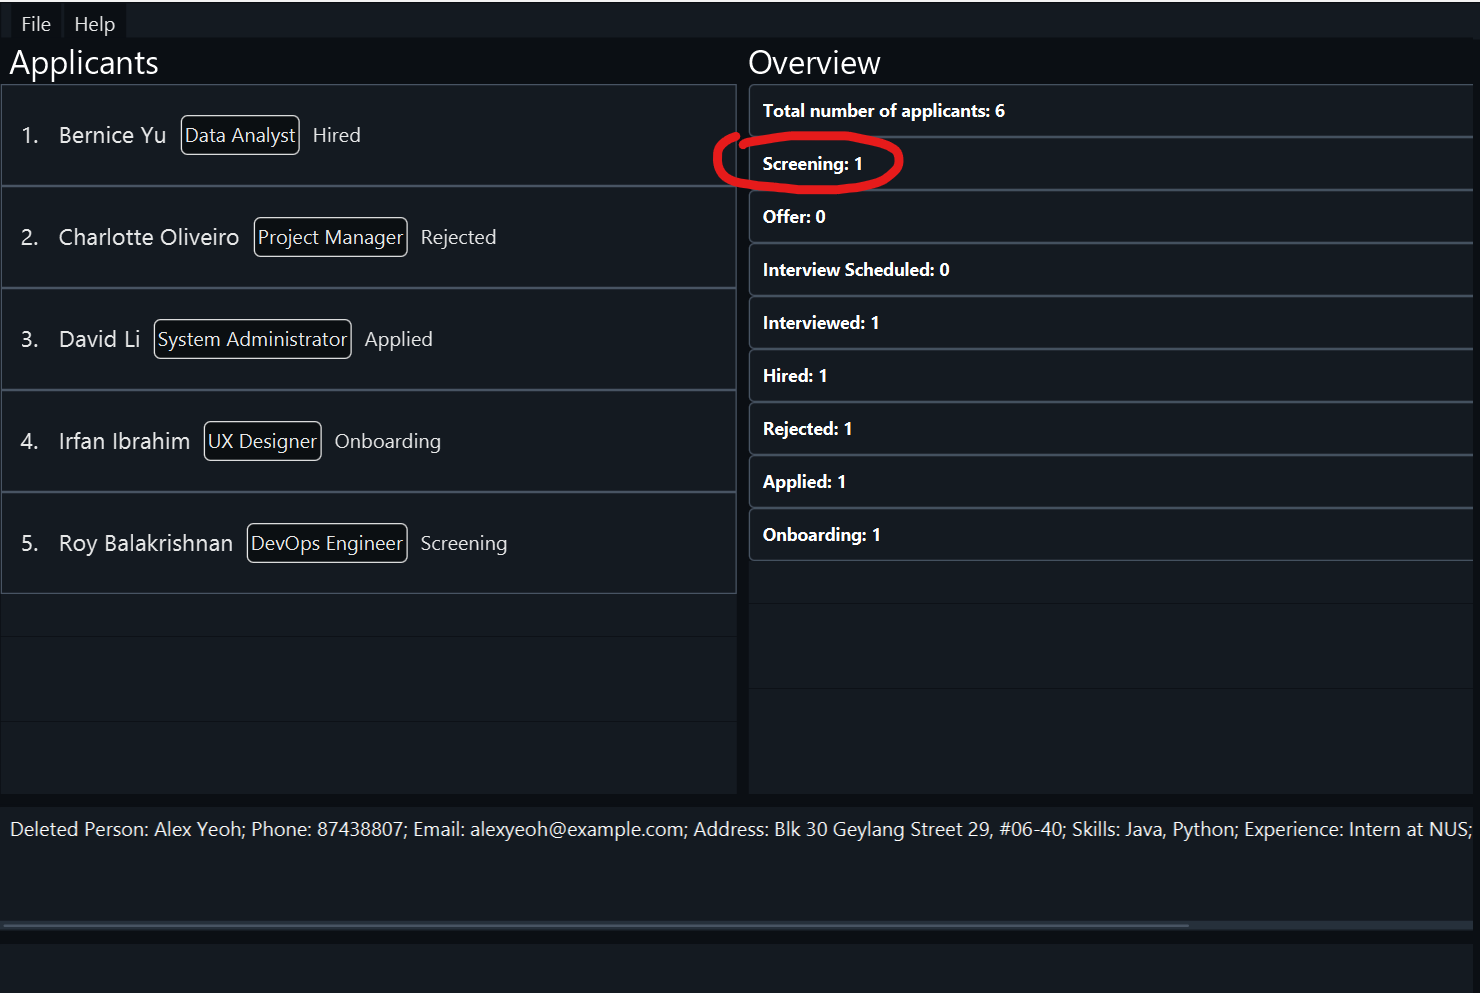 File Help
Applicants
1. Bernice Yu Data Analyst Hired
2. Charlotte Oliveiro Project Manager Rejected
3. David Li System Administrator Applied
4. Irfan Ibrahim UX Designer Onboarding
5. Roy Balakrishnan DevOps Engineer Screening
Overview
Total number of applicants: 6
Screening: 1
Offer: 0
Interview Scheduled: 0
Interviewed: 1
Hired: 1
Rejected: 1
Applied: 1
Onboarding: 1
Deleted Person: Alex Yeoh; Phone: 87438807; Email: alexyeoh@example.com; Address: Blk 30 Geylang Street 29, #06-40; Skills: Java, Python; Experience: Intern at NUS;